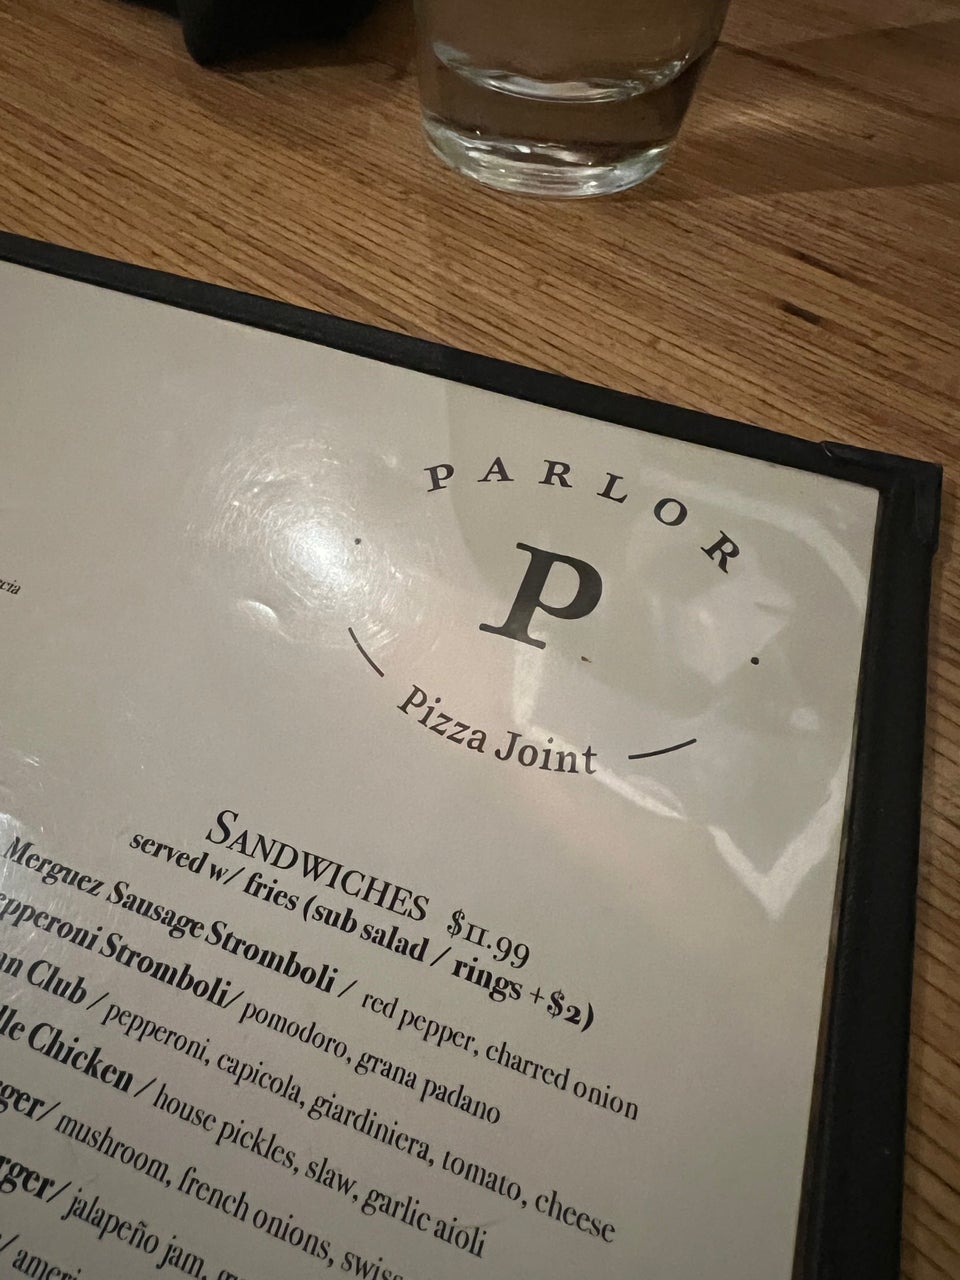 PARLOR
P
Pizza Joint
SANDWICHES $11.99
served w/ fries (sub salad / rings +$2)
Merguez Sausage Stromboli / red pepper, charred onion
Stromboli/ pomodoro, grana padano
Club / pepperoni, capicola, giardiniera, tomato, cheese
Chicken / house pickles, slaw, garlic aioli
/ mushroom, french onions,
/ jalapeño jam,